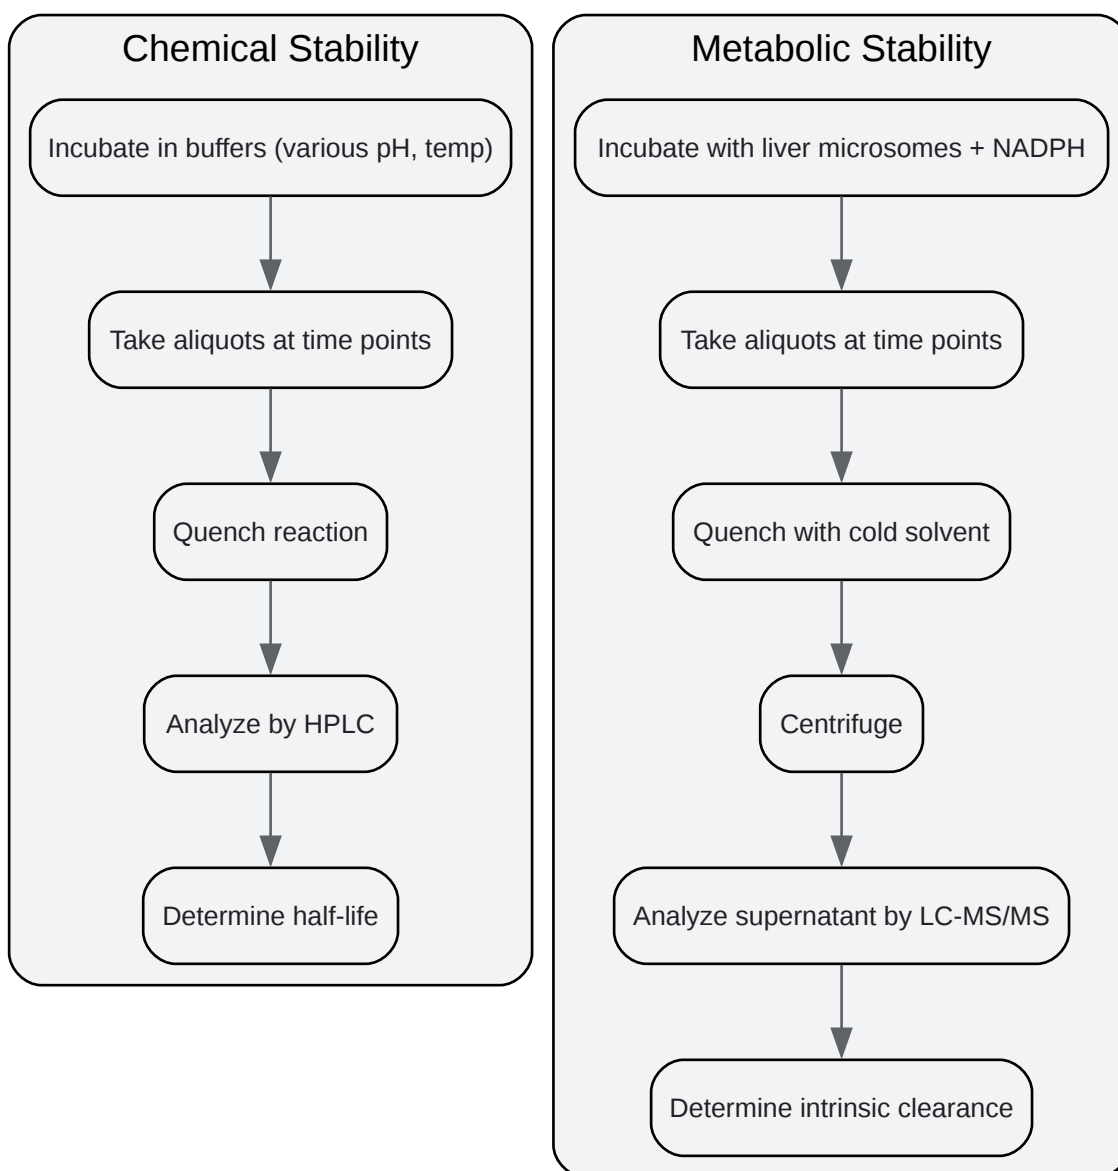 Chemical Stability
Incubate in buffers (various pH, temp)
Take aliquots at time points
Quench reaction
Analyze by HPLC
Determine half-life
Metabolic Stability
Incubate with liver microsomes + NADPH
Take aliquots at time points
Quench with cold solvent
Centrifuge
Analyze supernatant by LC-MS/MS
Determine intrinsic clearance